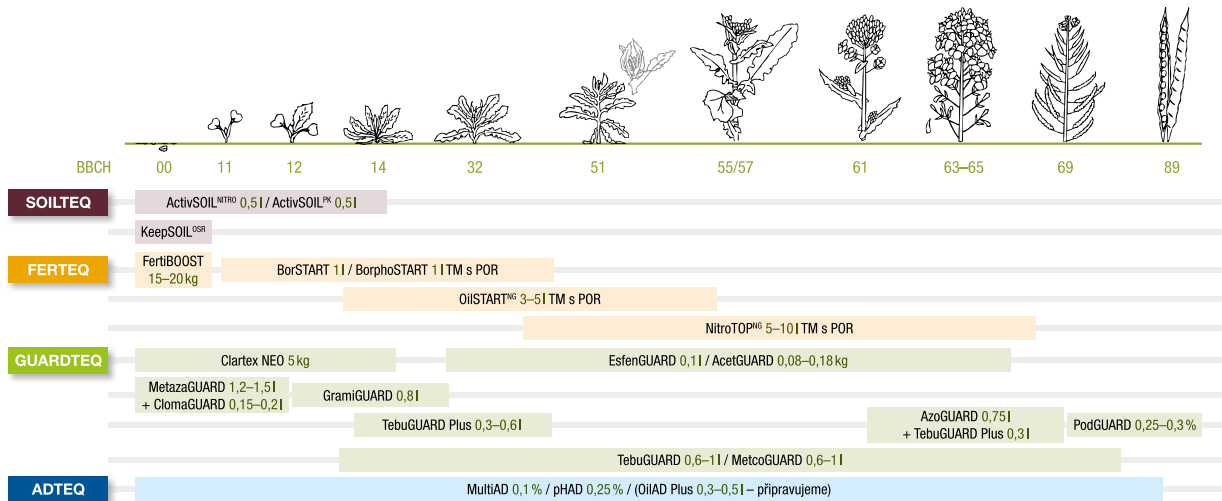 BBCH 00 11 12 14 32 51 55/57 61 63–65 69 89
SOILTEQ
ActivSOILᴺᴵᵀᴿᴼ 0,5 l / ActivSOILᴾᴷ 0,5 l
KeepSOILᴼˢᴿ
FERTEQ
FertiBOOST
15–20 kg
BorSTART 1 l / BorphoSTART 1 l TM s POR
OilSTARTᴺᴳ 3–5 l TM s POR
NitroTOPᴺᴳ 5–10 l TM s POR
GUARDTEQ
Clartex NEO 5 kg
EsfenGUARD 0,1 l / AcetGUARD 0,08–0,18 kg
MetazaGUARD 1,2–1,5 l
+ ClomaGUARD 0,15–0,2 l
GramiGUARD 0,8 l
TebuGUARD Plus 0,3–0,6 l
AzoGUARD 0,75 l
+ TebuGUARD Plus 0,3 l
PodGUARD 0,25–0,3 %
TebuGUARD 0,6–1 l / MetcoGUARD 0,6–1 l
ADTEQ
MultiAD 0,1 % / pHAD 0,25 % / (OilAD Plus 0,3–0,5 l – připravujeme)